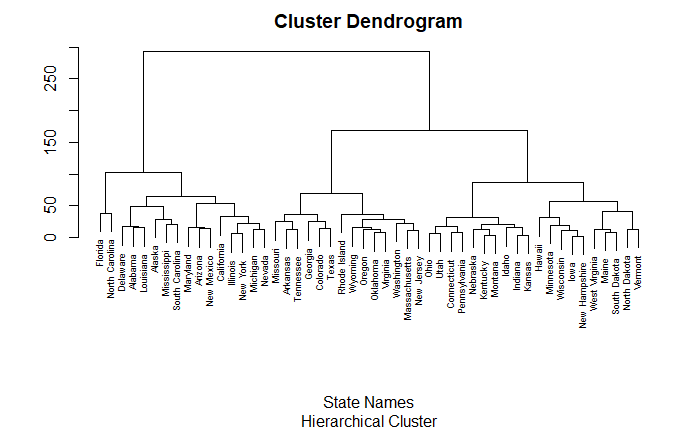 Cluster Dendrogram
250
150
50
0
Florida
North Carolina
Delaware
Alabama
Louisiana
Alaska
Mississippi
South Carolina
Maryland
Arizona
New Mexico
California
Illinois
New York
Michigan
Nevada
Missouri
Arkansas
Tennessee
Georgia
Colorado
Texas
Rhode Island
Wyoming
Oregon
Oklahoma
Virginia
Washington
Massachusetts
New Jersey
Ohio
Utah
Connecticut
Pennsylvania
Nebraska
Kentucky
Montana
Idaho
Indiana
Kansas
Hawaii
Minnesota
Wisconsin
Iowa
New Hampshire
West Virginia
Maine
South Dakota
North Dakota
Vermont
State Names
Hierarchical Cluster